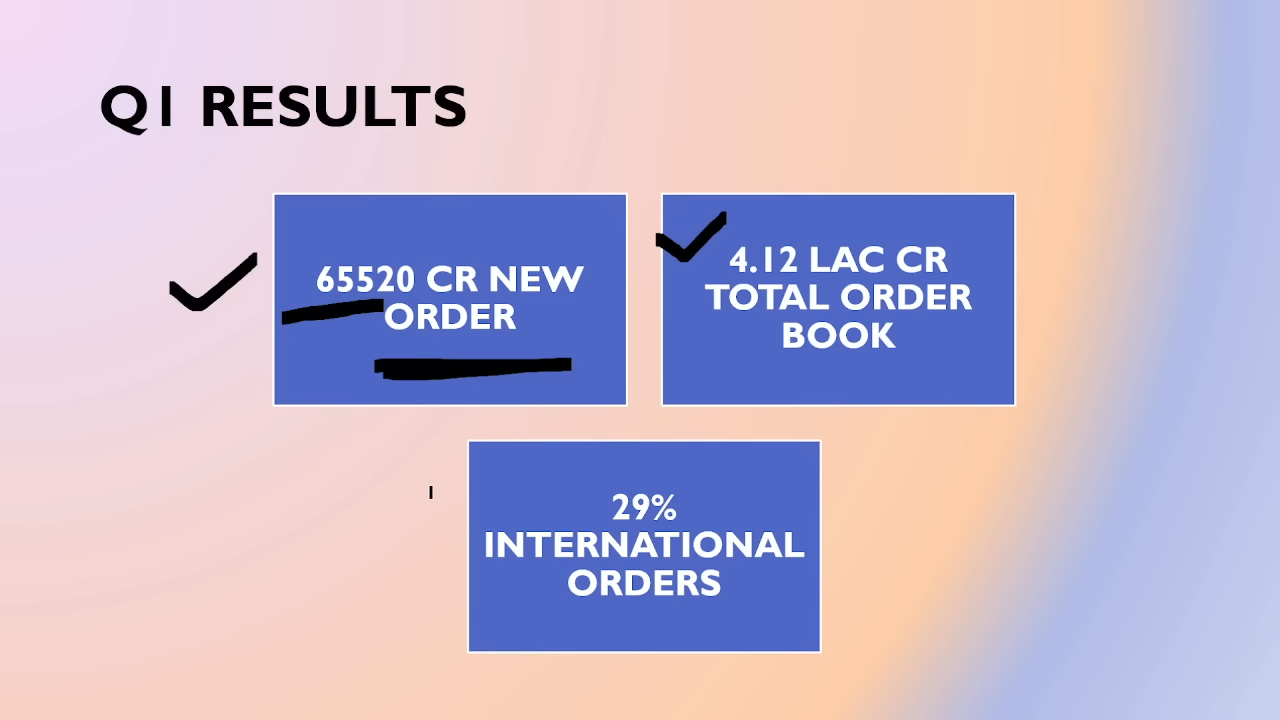 Q1 RESULTS
65520 CR NEW
ORDER
4.12 LAC CR
TOTAL ORDER
BOOK
29%
INTERNATIONAL
ORDERS